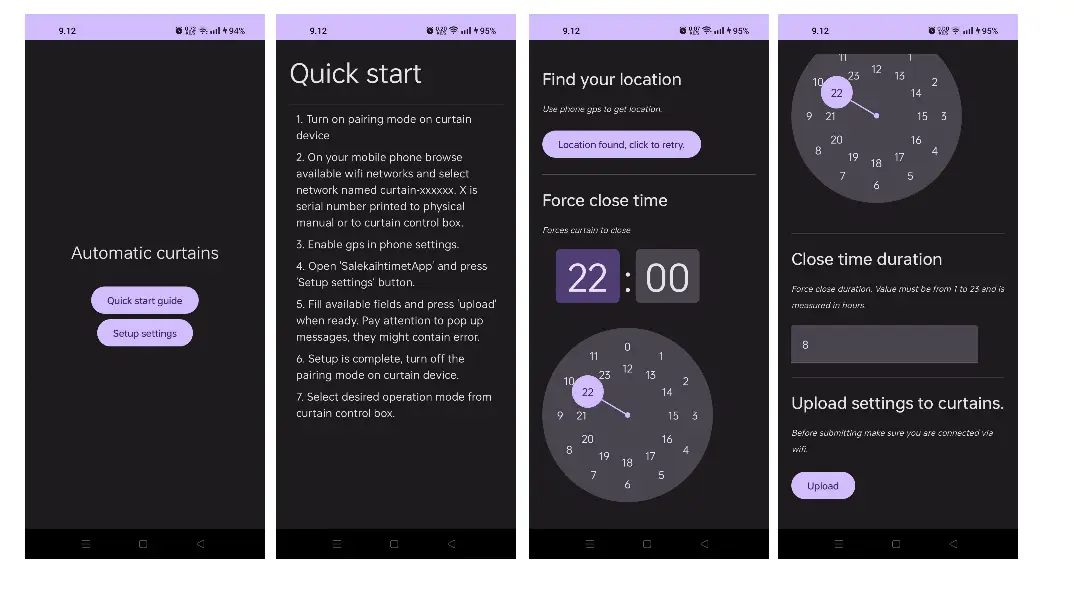 9.12
94%
Automatic curtains
Quick start guide
Setup settings
9.12
95%
Quick start
1. Turn on pairing mode on curtain
device
2. On your mobile phone browse
available wifi networks and select
network named curtain-xxxxxx. X is
serial number printed to physical
manual or to curtain control box.
3. Enable gps in phone settings.
4. Open 'SalekaihtimetApp' and press
'Setup settings' button.
5. Fill available fields and press 'upload'
when ready. Pay attention to pop up
messages, they might contain error.
6. Setup is complete, turn off the
pairing mode on curtain device.
7. Select desired operation mode from
curtain control box.
9.12
95%
Find your location
Use phone gps to get location.
Location found, click to retry.
Force close time
Forces curtain to close
22:00
0
11 1
12
23 13
10 2
22 14
9 21 15 3
20 16
8 4
19 17
18
7 5
6
9.12
95%
11 1
12
23 13
10 2
22 14
9 21 15 3
20 16
8 4
19 17
18
7 5
6
Close time duration
Force close duration. Value must be from 1 to 23 and is
measured in hours.
8
Upload settings to curtains.
Before submitting make sure you are connected via
wifi.
Upload